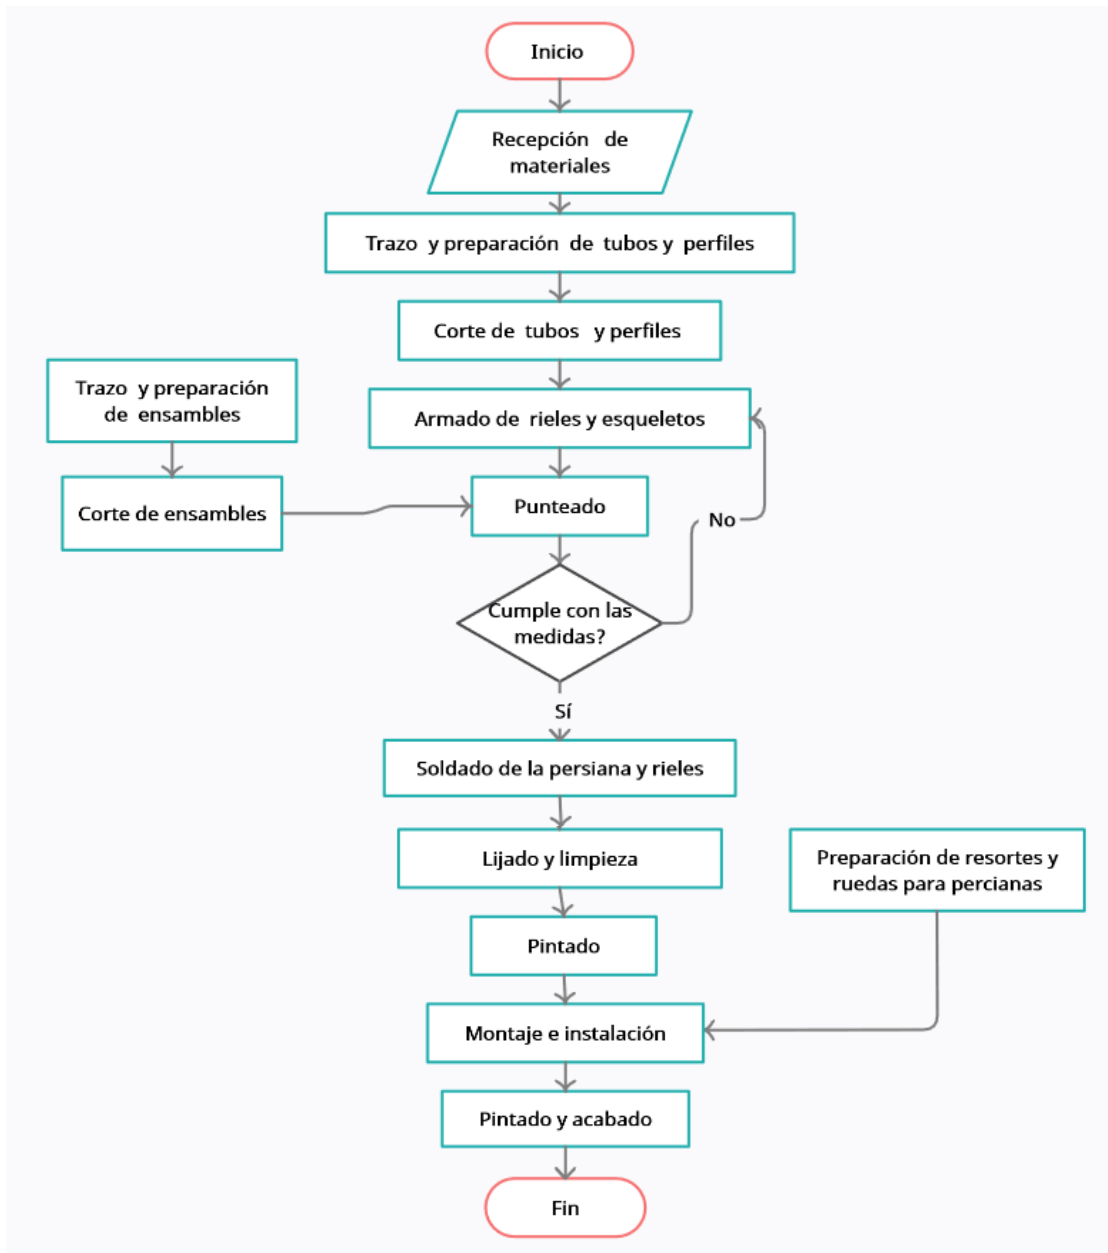 Inicio
Recepción de
materiales
Trazo y preparación de tubos y perfiles
Corte de tubos y perfiles
Trazo y preparación
de ensambles
Armado de rieles y esqueletos
Corte de ensambles
Punteado
No
Cumple con las
medidas?
Sí
Soldado de la persiana y rieles
Lijado y limpieza
Preparación de resortes y
ruedas para percianas
Pintado
Montaje e instalación
Pintado y acabado
Fin